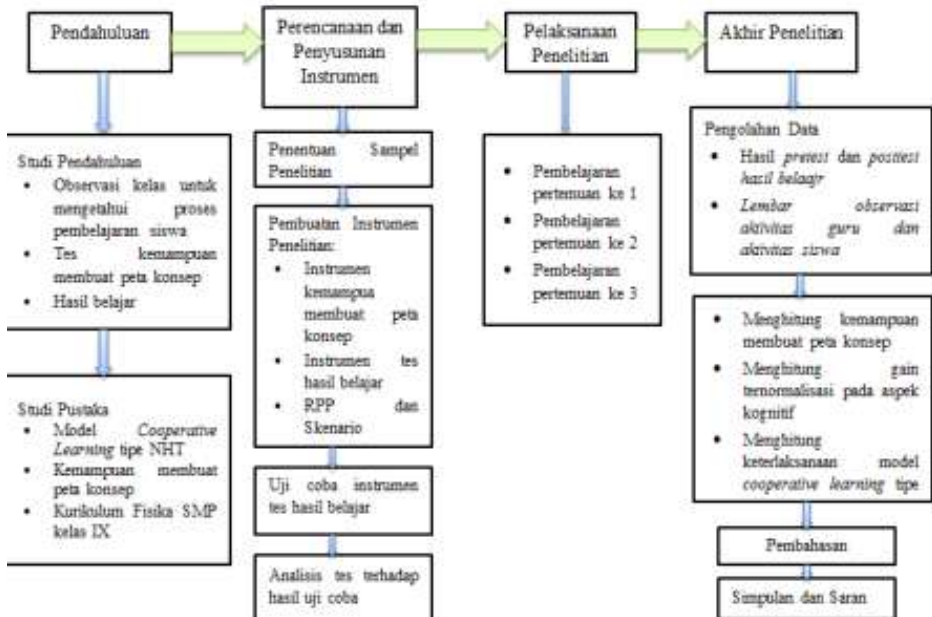 Pendahuluan
Perencanaan dan
Penyusunan
Instrumen
Pelaksanaan
Penelitian
Akhir Penelitian
Studi Pendahuluan
• Observasi kelas untuk
mengetahui proses
pembelajaran siswa
• Tes kemampuan
membuat peta konsep
• Hasil belajar
Studi Pustaka
• Model Cooperative
Learning tipe NHT
• Kemampuan membuat
peta konsep
• Kurikulum Fisika SMP
kelas IX
Penentuan Sampel
Penelitian
Pembuatan Instrumen
Penelitian:
• Instrumen
kemampua
membuat peta
konsep
• Instrumen tes
hasil belajar
• RPP dan
Skenario
Uji coba instrumen
tes hasil belajar
Analisis tes terhadap
hasil uji coba
• Pembelajaran
pertemuan ke 1
• Pembelajaran
pertemuan ke 2
• Pembelajaran
pertemuan ke 3
Pengolahan Data
• Hasil pretest dan posttest
hasil belaajr
• Lembar observasi
aktivitas guru dan
aktivitas siswa
• Menghitung kemampuan
membuat peta konsep
• Menghitung gain
ternormalisasi pada aspek
kognitif
• Menghitung
keterlaksanaan model
cooperative learning tipe
Pembahasan
Simpulan dan Saran